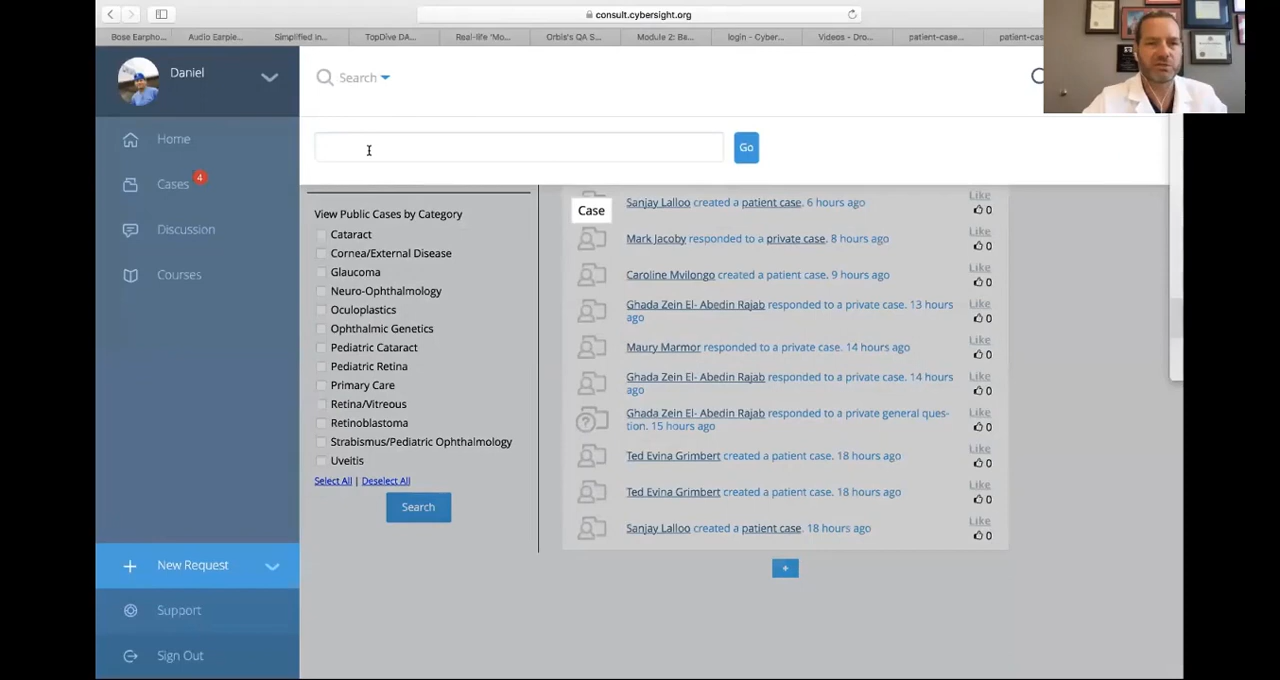 consult.cybersight.org
Bose Earpho...
Audio Earpie...
Simplified in...
TopDive DA...
Real-life 'Mo...
Orbis's QA S...
Module 2: Ba...
login - Cyber...
Videos - Dro...
patient-case...
patient-cas
Daniel
Search
Home
Cases 4
Discussion
Courses
New Request
Support
Sign Out
Go
View Public Cases by Category
Cataract
Cornea/External Disease
Glaucoma
Neuro-Ophthalmology
Oculoplastics
Ophthalmic Genetics
Pediatric Cataract
Pediatric Retina
Primary Care
Retina/Vitreous
Retinoblastoma
Strabismus/Pediatric Ophthalmology
Uveitis
Select All | Deselect All
Search
Case
Sanjay Lalloo created a patient case. 6 hours ago
Like
0
Mark Jacoby responded to a private case. 8 hours ago
Like
0
Caroline Mvilongo created a patient case. 9 hours ago
Like
0
Ghada Zein El- Abedin Rajab responded to a private case. 13 hours
ago
Like
0
Maury Marmor responded to a private case. 14 hours ago
Like
0
Ghada Zein El- Abedin Rajab responded to a private case. 14 hours
ago
Like
0
Ghada Zein El- Abedin Rajab responded to a private general ques-
tion. 15 hours ago
Like
0
Ted Evina Grimbert created a patient case. 18 hours ago
Like
0
Ted Evina Grimbert created a patient case. 18 hours ago
Like
0
Sanjay Lalloo created a patient case. 18 hours ago
Like
0
+